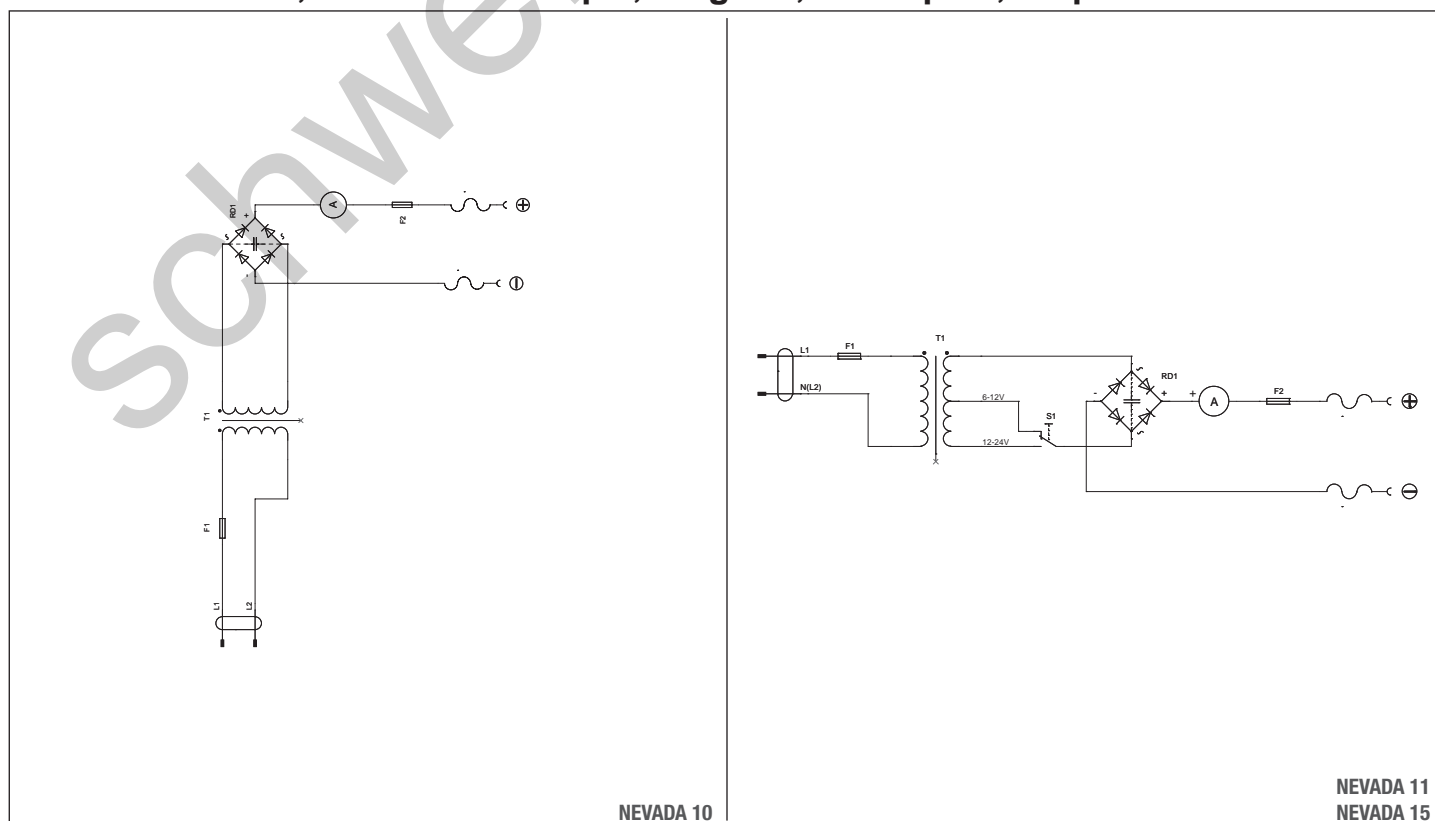 schwe
RD1
+
A
F2
-
T1
F1
L1
L2
NEVADA 10
L1
F1
T1
N(L2)
6-12V
12-24V
S1
RD1
-
+
+
A
F2
NEVADA 11
NEVADA 15